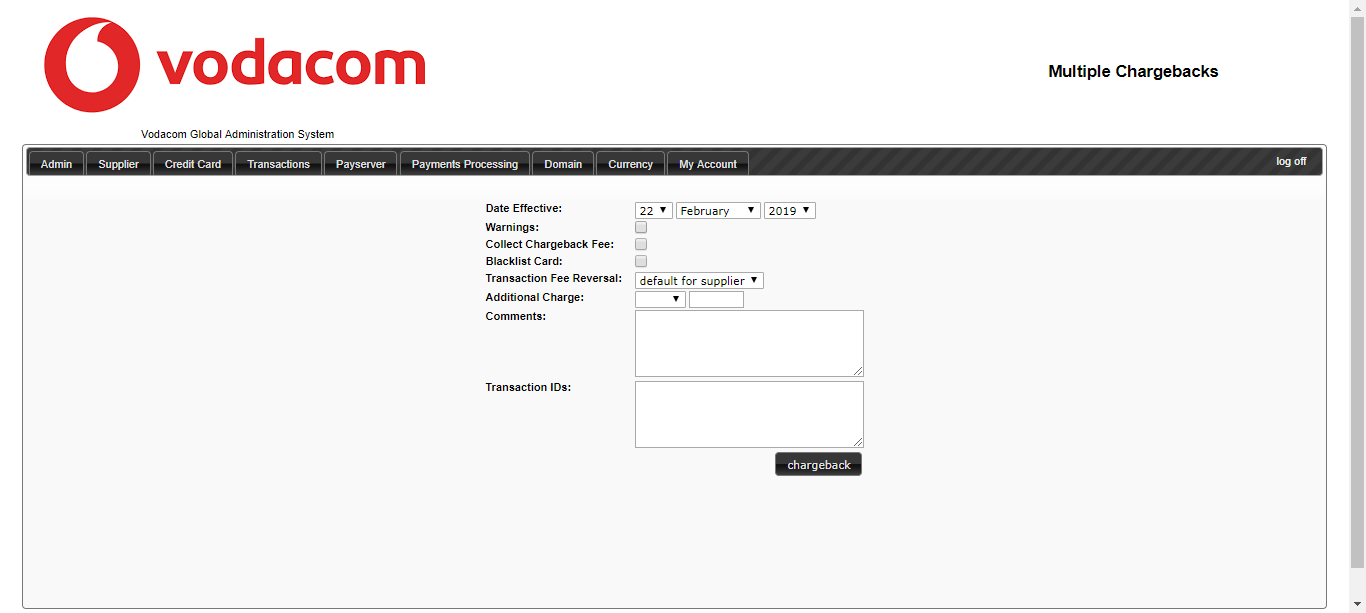 vodacom
Multiple Chargebacks
Vodacom Global Administration System
Admin Supplier Credit Card Transactions Payserver Payments Processing Domain Currency My Account log off
Date Effective: 22 February 2019
Warnings:
Collect Chargeback Fee:
Blacklist Card:
Transaction Fee Reversal: default for supplier
Additional Charge:
Comments:
Transaction IDs:
chargeback